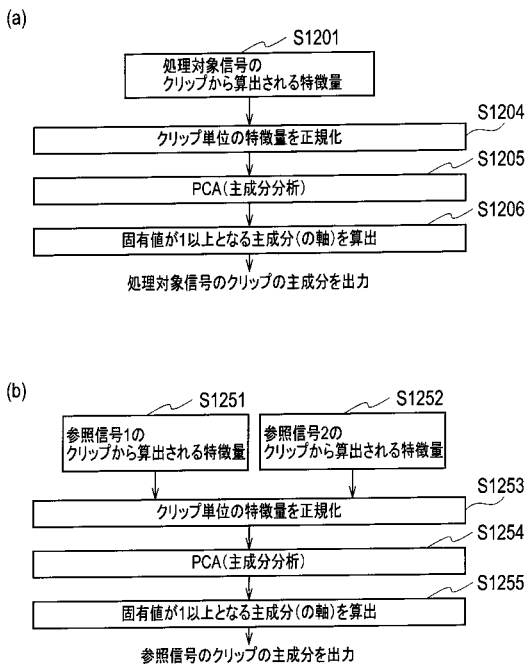 (a)
S1201
処理対象信号の
クリップから算出される特徴量
S1204
クリップ単位の特徴量を正規化
S1205
PCA(主成分分析)
S1206
固有値が1以上となる主成分(の軸)を算出
処理対象信号のクリップの主成分を出力
(b)
S1251
S1252
参照信号1の
クリップから算出される特徴量
参照信号2の
クリップから算出される特徴量
S1253
クリップ単位の特徴量を正規化
S1254
PCA(主成分分析)
S1255
固有値が1以上となる主成分(の軸)を算出
参照信号のクリップの主成分を出力